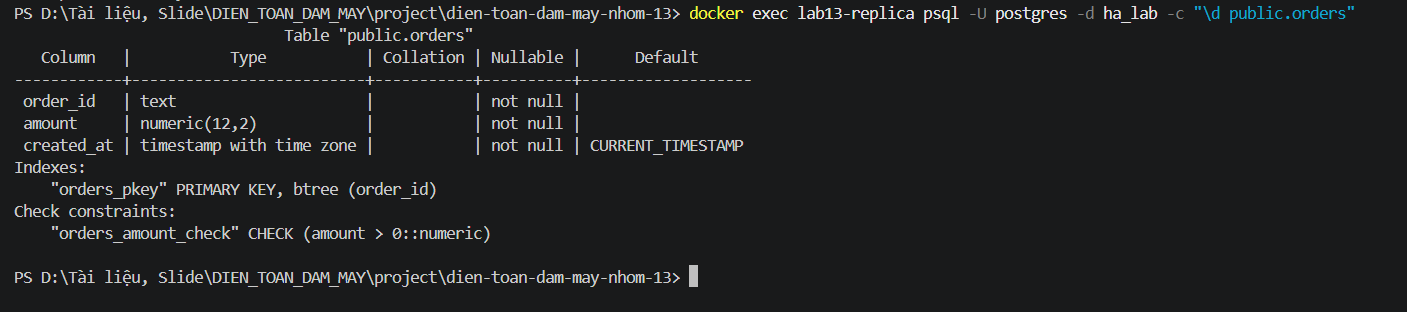 PS D:\Tài liệu, Slide\DIEN_TOAN_DAM_MAY\project\dien-toan-dam-may-nhom-13> docker exec lab13-replica psql -U postgres -d ha_lab -c "\d public.orders"
                          Table "public.orders"
   Column   |           Type           | Collation | Nullable |      Default
------------+--------------------------+-----------+----------+-------------------
 order_id   | text                     |           | not null |
 amount     | numeric(12,2)            |           | not null |
 created_at | timestamp with time zone |           | not null | CURRENT_TIMESTAMP
Indexes:
    "orders_pkey" PRIMARY KEY, btree (order_id)
Check constraints:
    "orders_amount_check" CHECK (amount > 0::numeric)
PS D:\Tài liệu, Slide\DIEN_TOAN_DAM_MAY\project\dien-toan-dam-may-nhom-13>